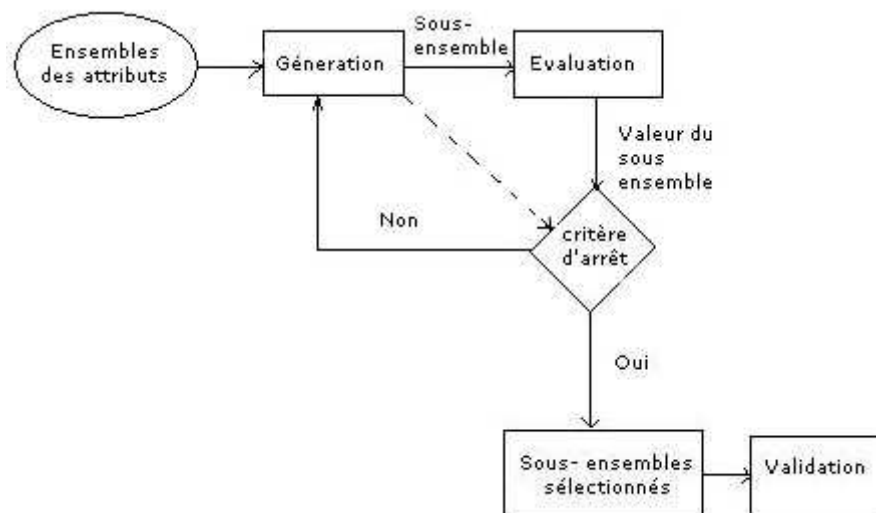 Ensembles
des attributs
Géneration
Sous-
ensemble
Evaluation
Valeur du
sous
ensemble
Non
critère
d'arrêt
Oui
Sous- ensembles
sélectionnés
Validation